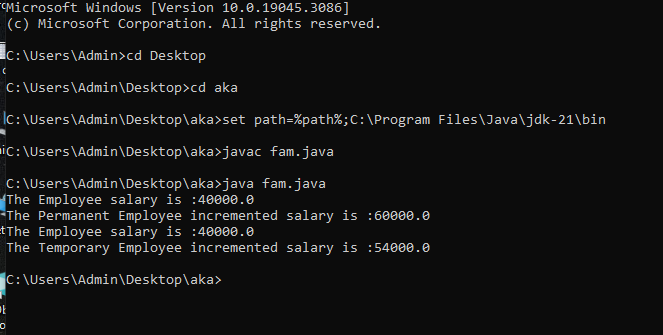 Microsoft Windows [Version 10.0.19045.3086]
(c) Microsoft Corporation. All rights reserved.
C:\Users\Admin>cd Desktop
C:\Users\Admin\Desktop>cd aka
C:\Users\Admin\Desktop\aka>set path=%path%;C:\Program Files\Java\jdk-21\bin
C:\Users\Admin\Desktop\aka>javac fam.java
C:\Users\Admin\Desktop\aka>java fam.java
The Employee salary is :40000.0
The Permanent Employee incremented salary is :60000.0
The Employee salary is :40000.0
The Temporary Employee incremented salary is :54000.0
C:\Users\Admin\Desktop\aka>